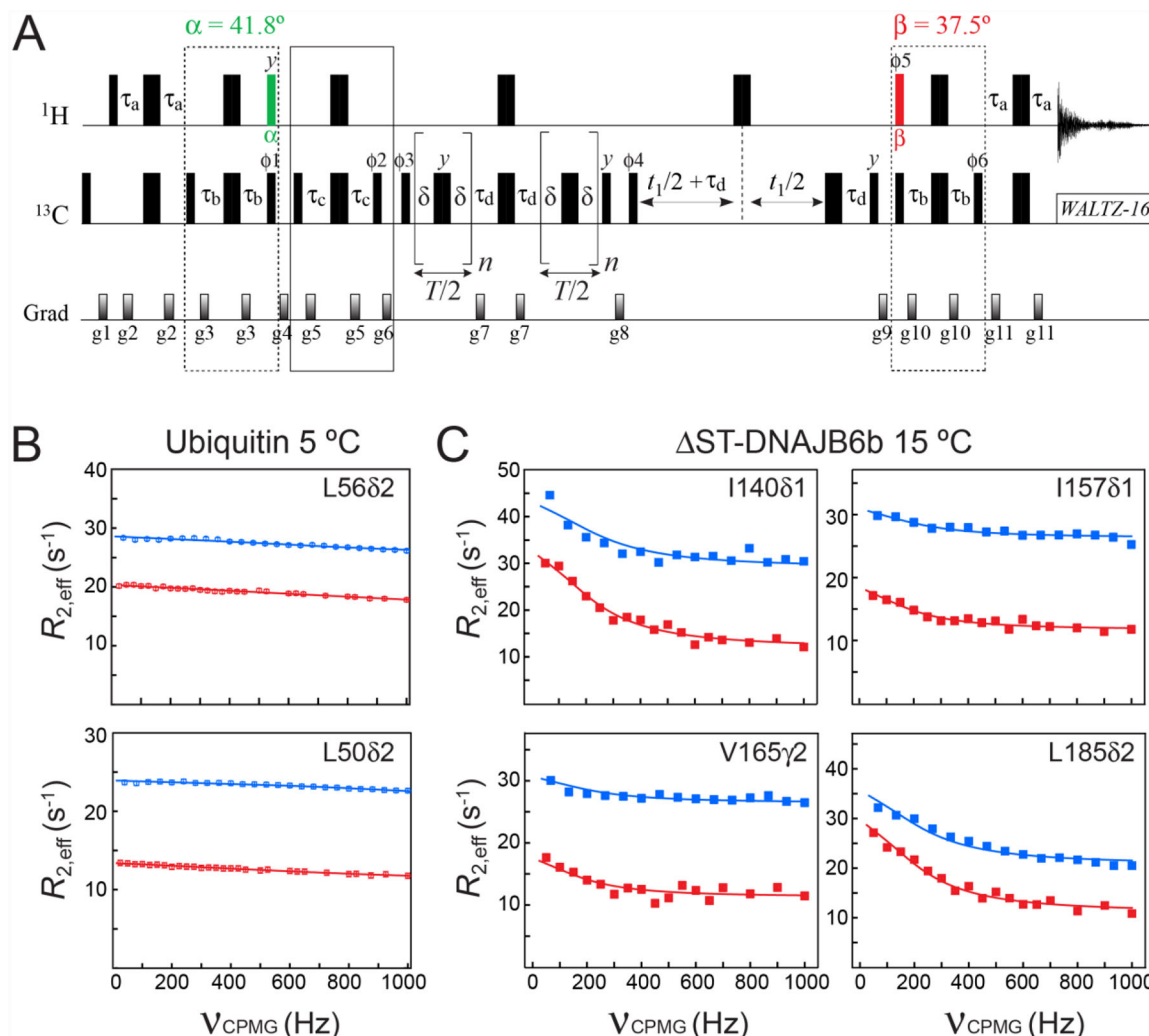 A
α = 41.8º
β = 37.5º
y
ϕ5
¹H
τa τa
α
β
τa τa
ϕ1 ϕ2 ϕ3 y y ϕ4 y ϕ6
¹³C
τb τb τc τc δ δ τd τd δ δ t1/2 + τd t1/2 τd τb τb
WALTZ-16
n n
T/2 T/2
Grad
g1 g2 g2 g3 g3 g4 g5 g5 g6 g7 g7 g8 g9 g10 g10 g11 g11
B
Ubiquitin 5 ºC
C
ΔST-DNAJB6b 15 ºC
40
30
20
10
R2,eff (s⁻¹)
L56δ2
50
40
30
20
10
R2,eff (s⁻¹)
I140δ1
30
20
10
I157δ1
30
20
10
R2,eff (s⁻¹)
L50δ2
0 200 400 600 800 1000
νCPMG (Hz)
30
20
10
R2,eff (s⁻¹)
V165γ2
0 200 400 600 800 1000
νCPMG (Hz)
40
30
20
10
L185δ2
0 200 400 600 800 1000
νCPMG (Hz)